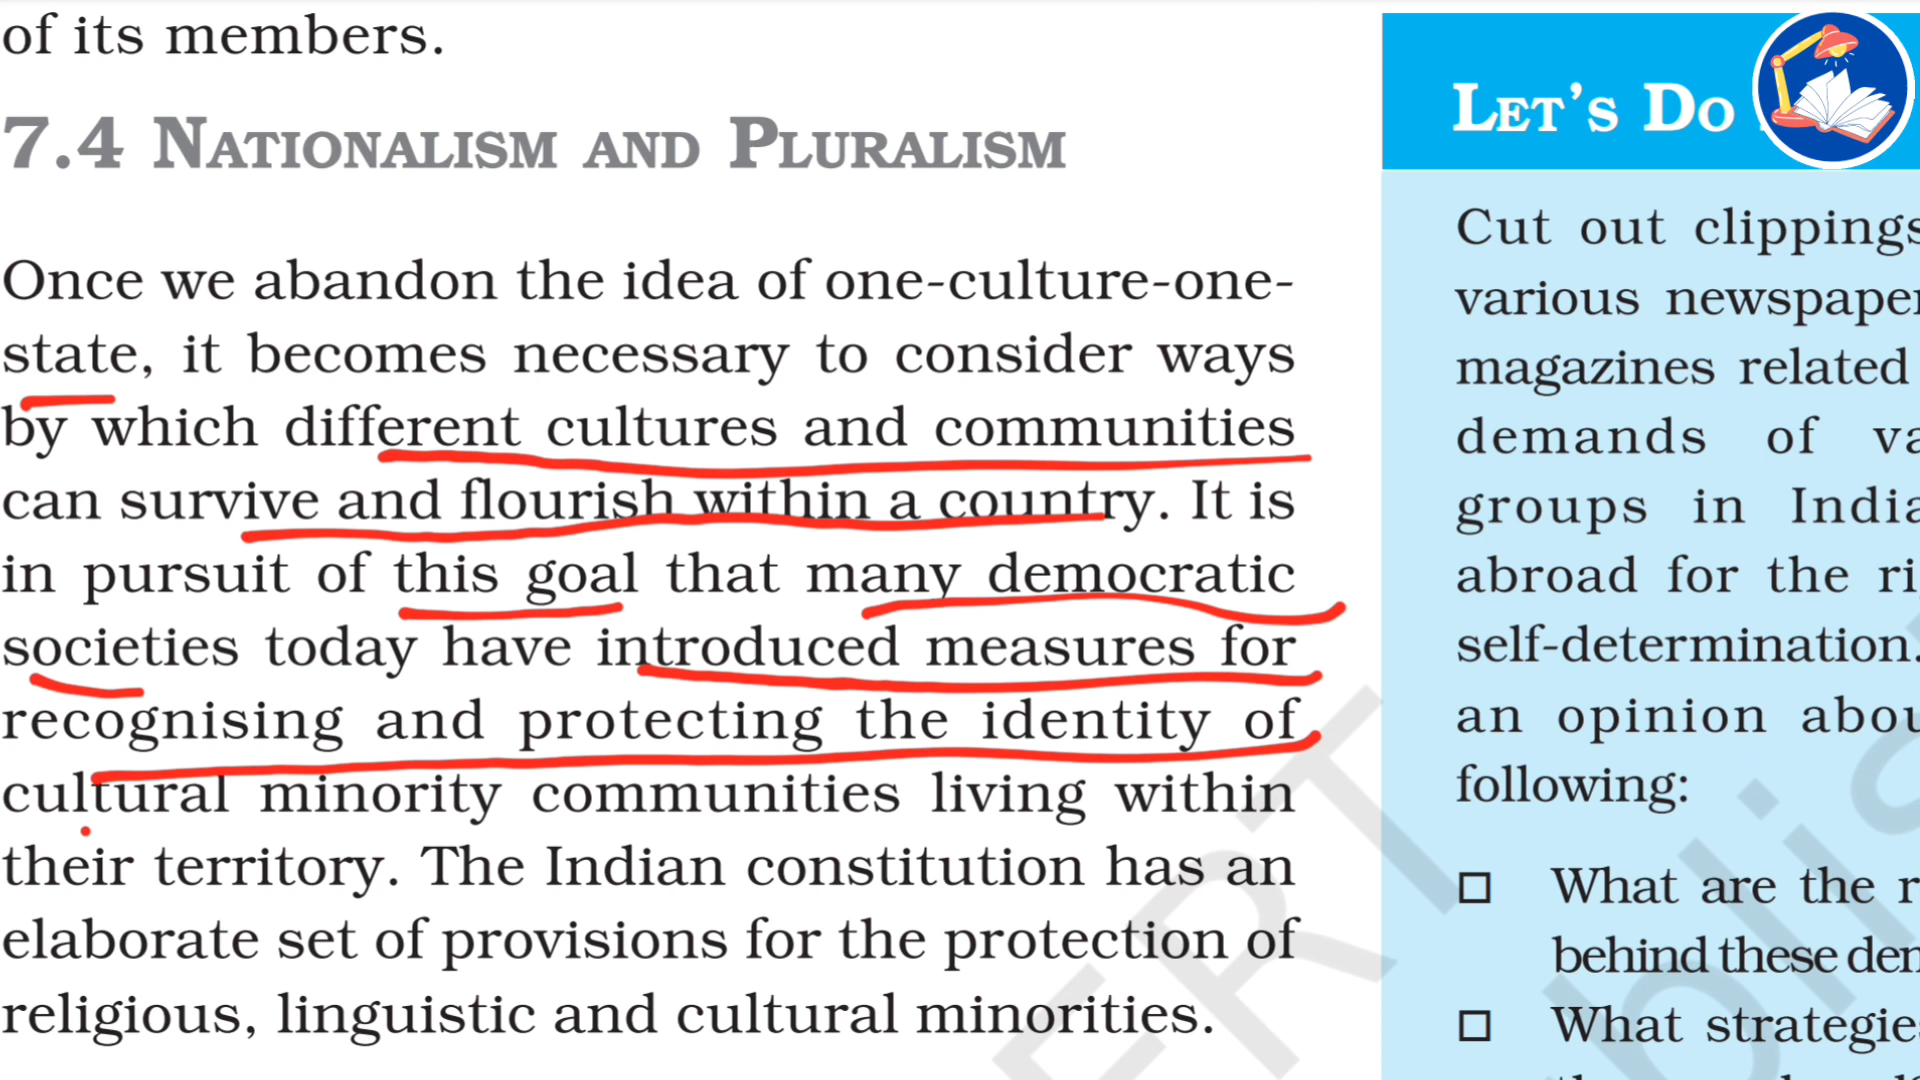 of its members.
7.4 NATIONALISM AND PLURALISM
Once we abandon the idea of one-culture-one-
state, it becomes necessary to consider ways
by which different cultures and communities
can survive and flourish within a country. It is
in pursuit of this goal that many democratic
societies today have introduced measures for
recognising and protecting the identity of
cultural minority communities living within
their territory. The Indian constitution has an
elaborate set of provisions for the protection of
religious, linguistic and cultural minorities.
LET'S DO
Cut out clippings
various newspaper
magazines related
demands of va
groups in India
abroad for the ri
self-determination.
an opinion abou
following:
□ What are the r
behind these dem
□ What strategies